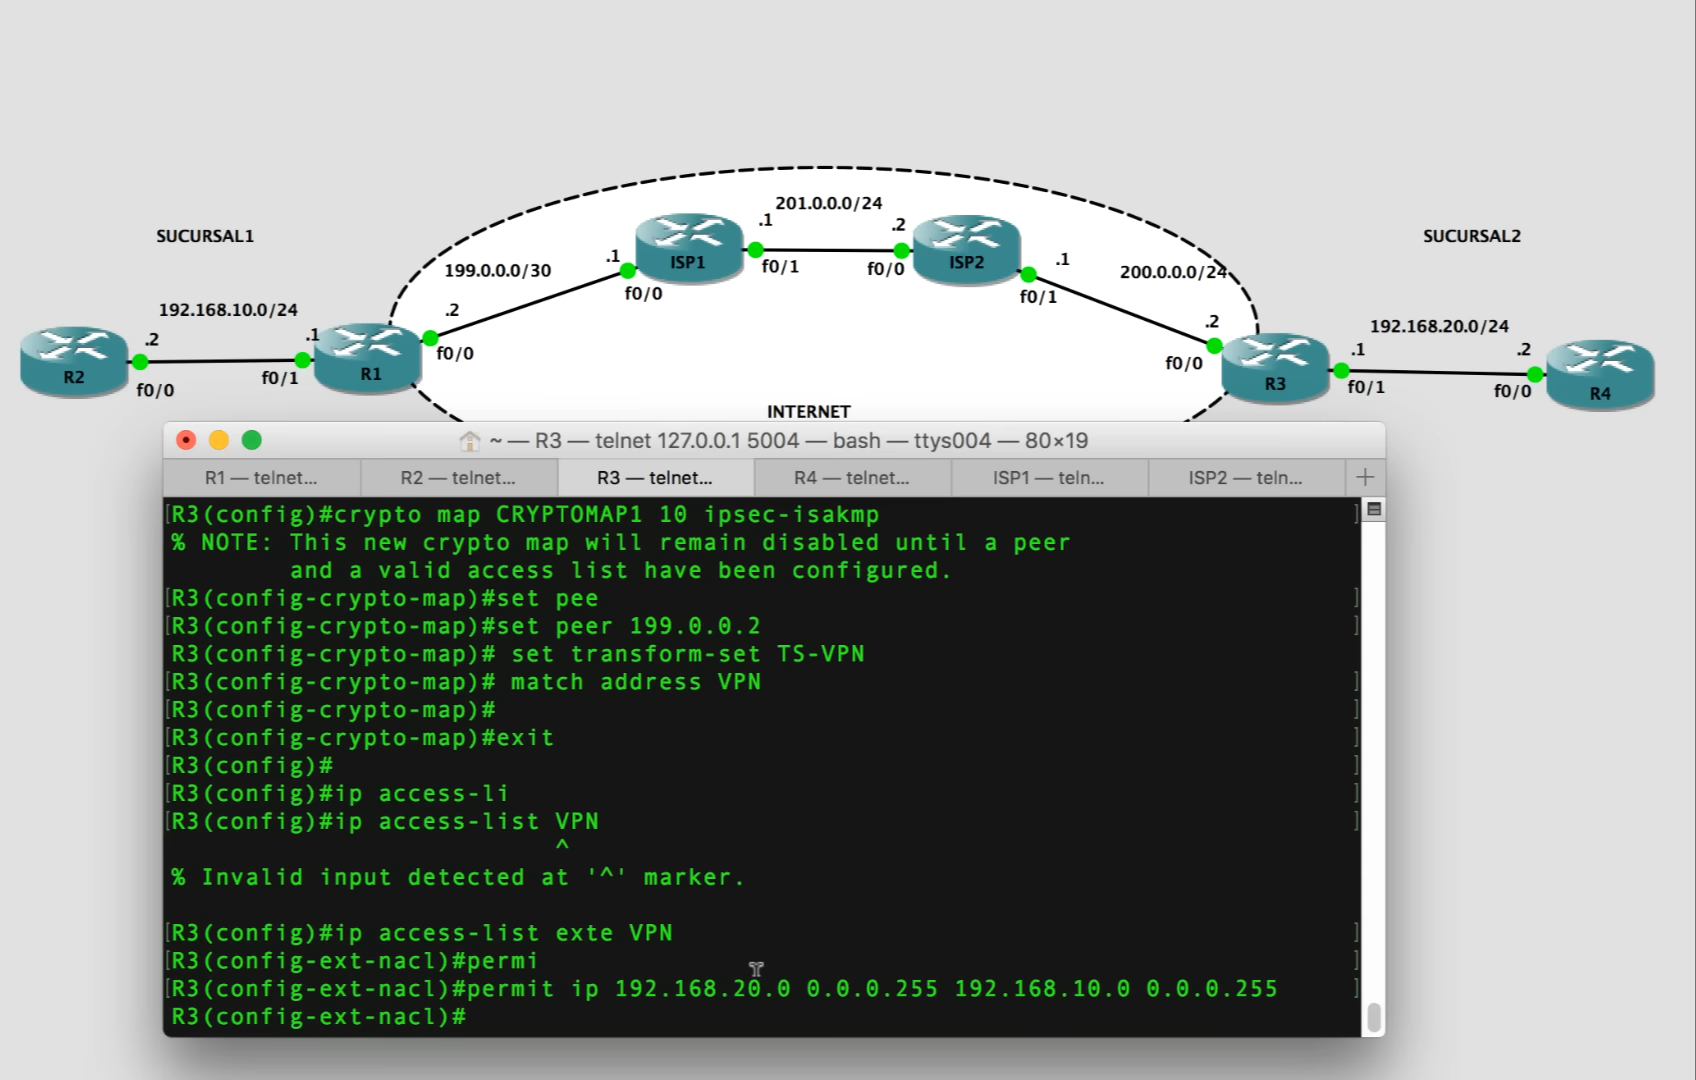 201.0.0.0/24
.1
.2
SUCURSAL1
SUCURSAL2
ISP1
ISP2
.1
.1
199.0.0.0/30
200.0.0.0/24
f0/1
f0/0
f0/0
f0/1
192.168.10.0/24
.2
.2
192.168.20.0/24
.2
.1
.1
.2
f0/0
f0/0
R2
R1
R3
R4
f0/0
f0/1
f0/1
f0/0
INTERNET
~ — R3 — telnet 127.0.0.1 5004 — bash — ttys004 — 80×19
R1 — telnet... R2 — telnet... R3 — telnet... R4 — telnet... ISP1 — teln... ISP2 — teln... +
[R3(config)#crypto map CRYPTOMAP1 10 ipsec-isakmp ]
% NOTE: This new crypto map will remain disabled until a peer
and a valid access list have been configured.
[R3(config-crypto-map)#set pee ]
[R3(config-crypto-map)#set peer 199.0.0.2 ]
R3(config-crypto-map)# set transform-set TS-VPN
[R3(config-crypto-map)# match address VPN ]
[R3(config-crypto-map)# ]
[R3(config-crypto-map)#exit ]
[R3(config)# ]
[R3(config)#ip access-li ]
[R3(config)#ip access-list VPN ]
^
% Invalid input detected at '^' marker.
[R3(config)#ip access-list exte VPN ]
[R3(config-ext-nacl)#permi ]
[R3(config-ext-nacl)#permit ip 192.168.20.0 0.0.0.255 192.168.10.0 0.0.0.255 ]
R3(config-ext-nacl)#